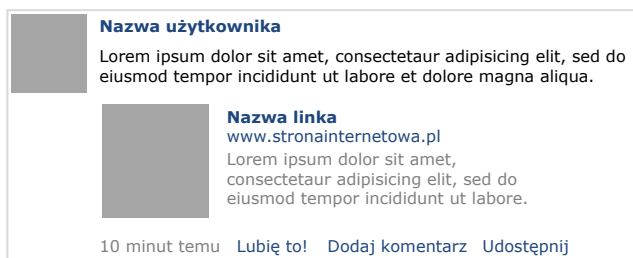 Nazwa użytkownika
Lorem ipsum dolor sit amet, consectetaur adipisicing elit, sed do
eiusmod tempor incididunt ut labore et dolore magna aliqua.
Nazwa linka
www.stronainternetowa.pl
Lorem ipsum dolor sit amet,
consectetaur adipisicing elit, sed do
eiusmod tempor incididunt ut labore.
10 minut temu Lubię to! Dodaj komentarz Udostępnij